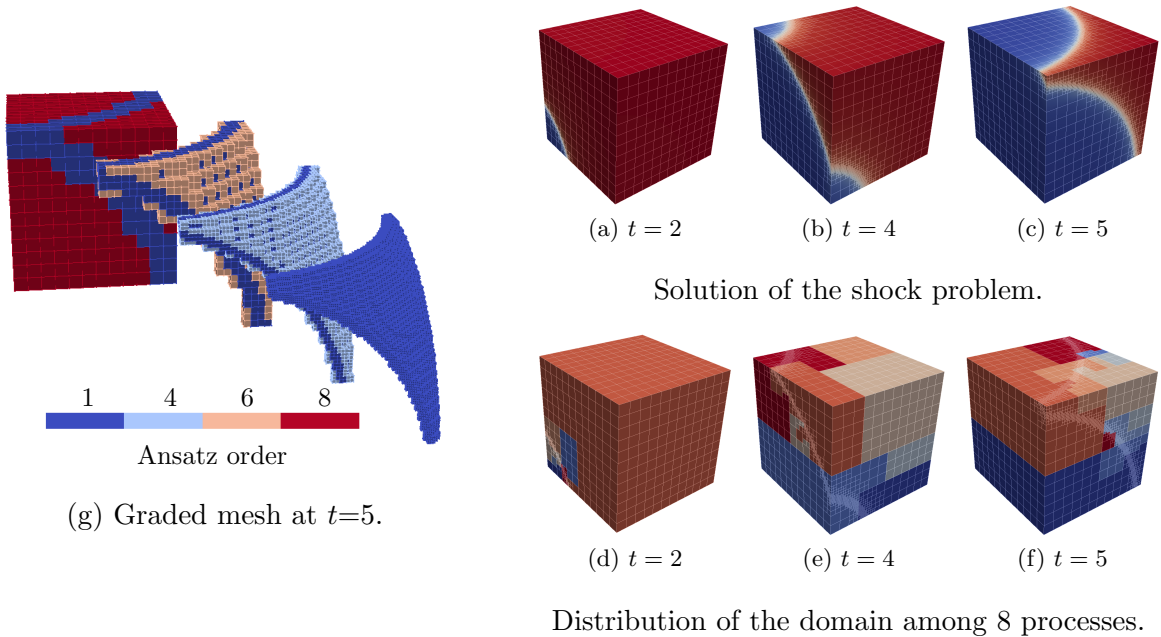 (a) t = 2
(b) t = 4
(c) t = 5
Solution of the shock problem.
1 4 6 8
Ansatz order
(g) Graded mesh at t=5.
(d) t = 2
(e) t = 4
(f) t = 5
Distribution of the domain among 8 processes.